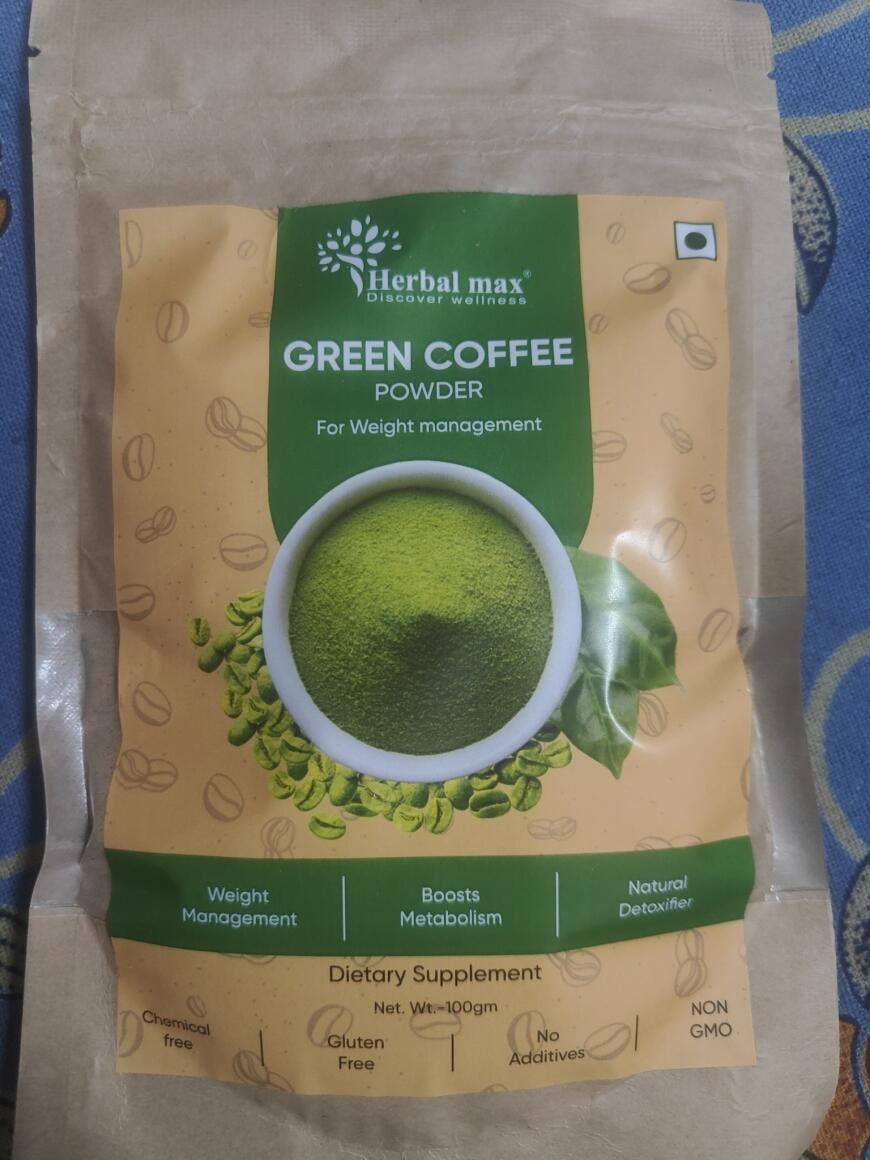 Herbal max®
Discover wellness
GREEN COFFEE
POWDER
For Weight management
Weight
Management
Boosts
Metabolism
Natural
Detoxifier
Dietary Supplement
Net. Wt.-100gm
Chemical
free
Gluten
Free
No
Additives
NON
GMO